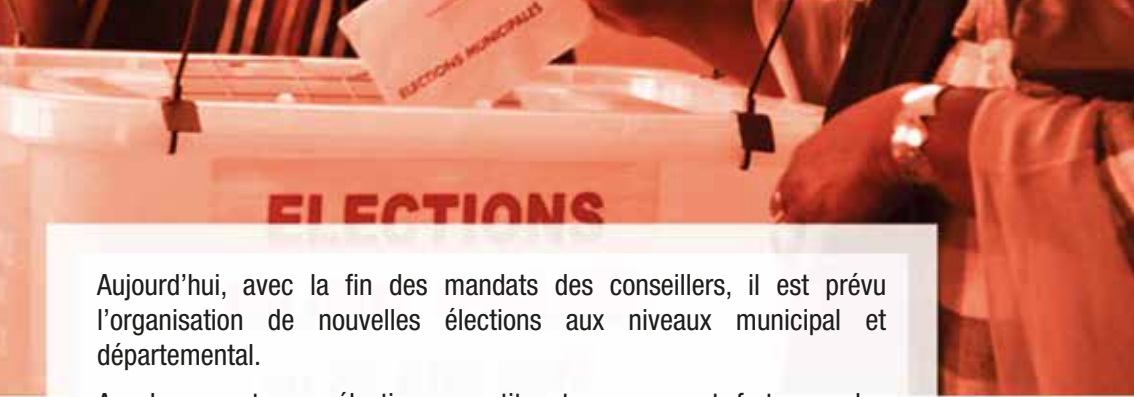 ELECTIONS MUNICIPALES
ELECTIONS
Aujourd’hui, avec la fin des mandats des conseillers, il est prévu
l’organisation de nouvelles élections aux niveaux municipal et
départemental.